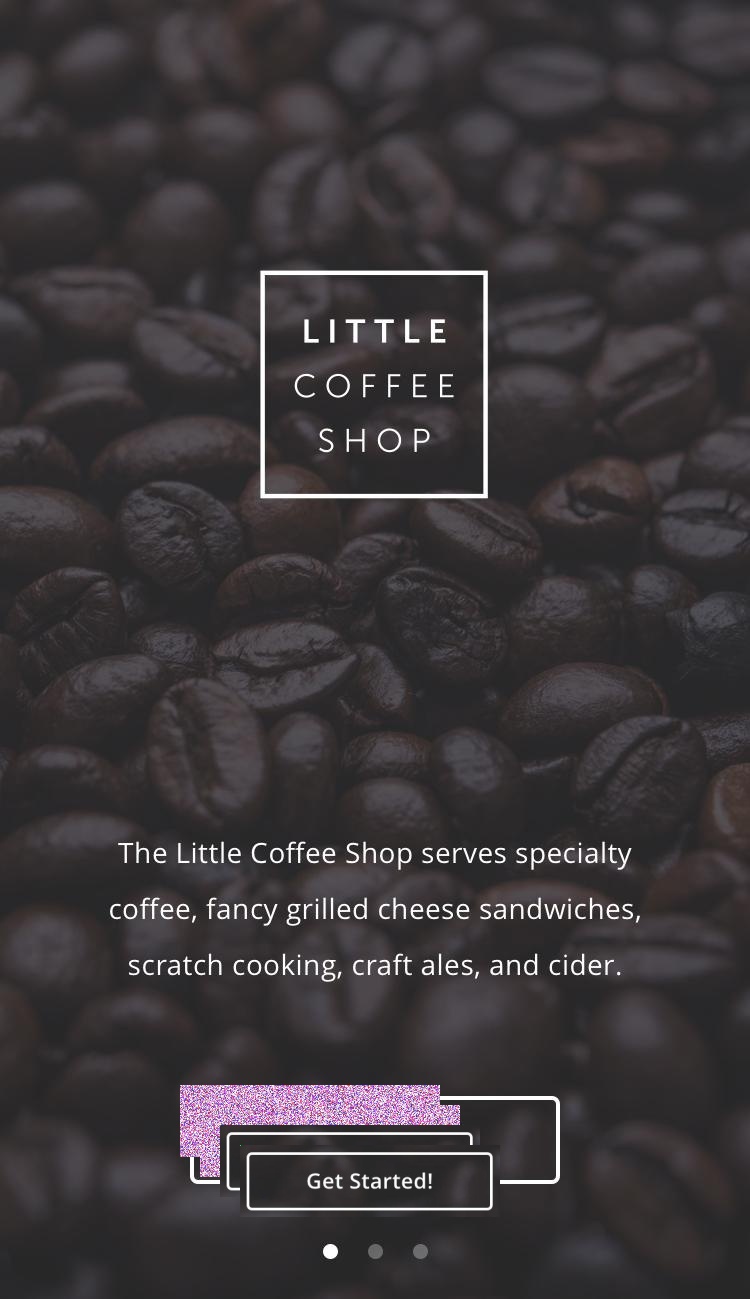 LITTLE
COFFEE
SHOP
The Little Coffee Shop serves specialty
coffee, fancy grilled cheese sandwiches,
scratch cooking, craft ales, and cider.
Get Started!